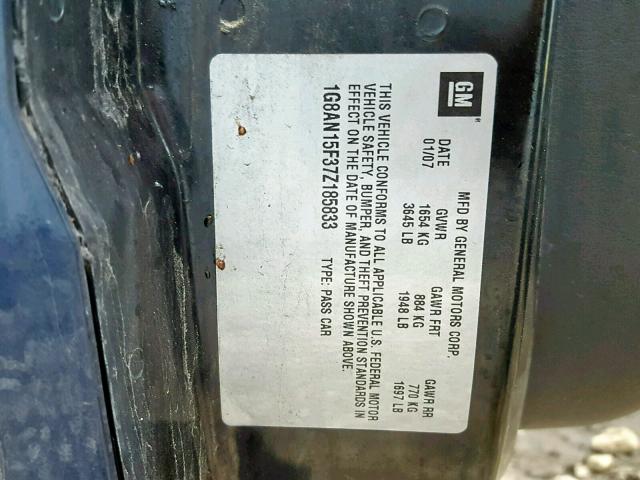 GM
MFD BY GENERAL MOTORS CORP.
DATE GVWR GAWR FRT GAWR RR
01/07 1654 KG 884 KG 770 KG
3645 LB 1948 LB 1697 LB
THIS VEHICLE CONFORMS TO ALL APPLICABLE U.S. FEDERAL MOTOR
VEHICLE SAFETY, BUMPER, AND THEFT PREVENTION STANDARDS IN
EFFECT ON THE DATE OF MANUFACTURE SHOWN ABOVE.
1G8AN15F37Z185833 TYPE: PASS CAR